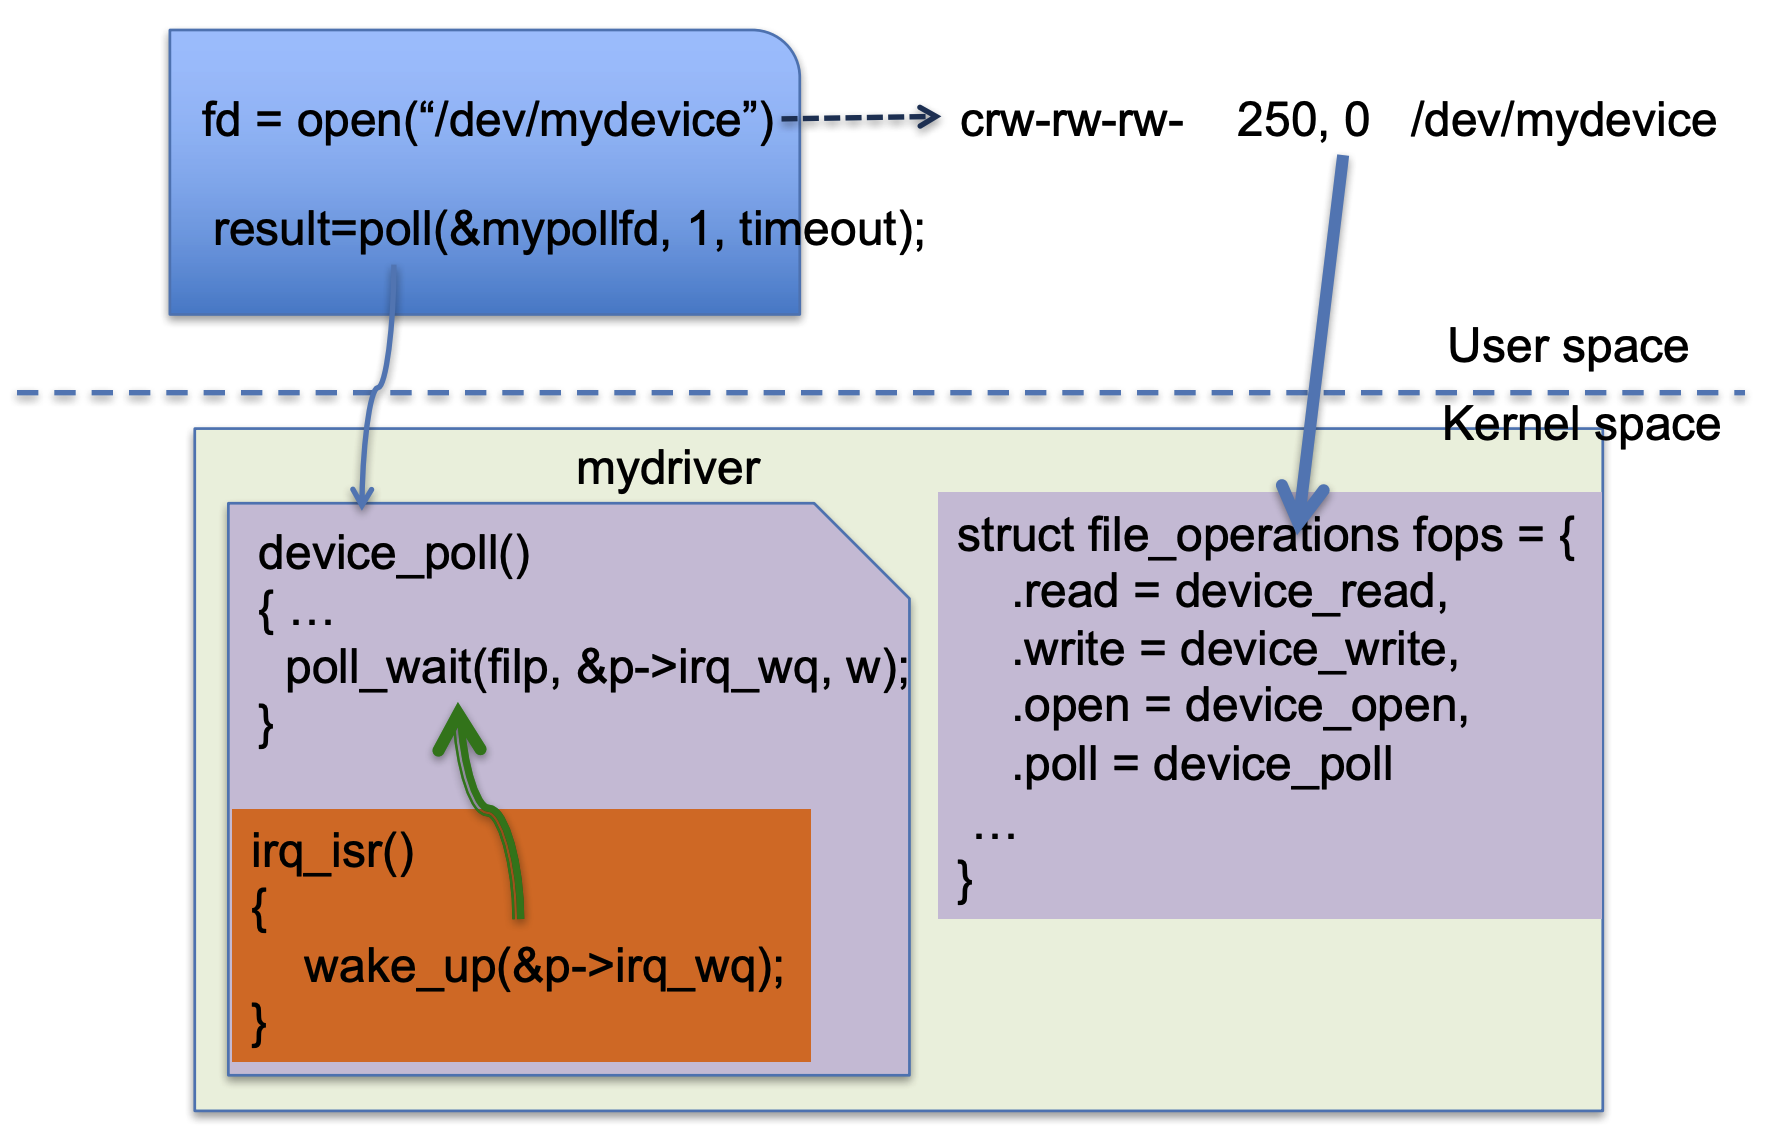 fd = open(“/dev/mydevice”)
crw-rw-rw- 250, 0 /dev/mydevice
result=poll(&mypollfd, 1, timeout);
User space
Kernel space
mydriver
device_poll()
{ …
poll_wait(filp, &p->irq_wq, w);
}
irq_isr()
{
wake_up(&p->irq_wq);
}
struct file_operations fops = {
.read = device_read,
.write = device_write,
.open = device_open,
.poll = device_poll
…
}